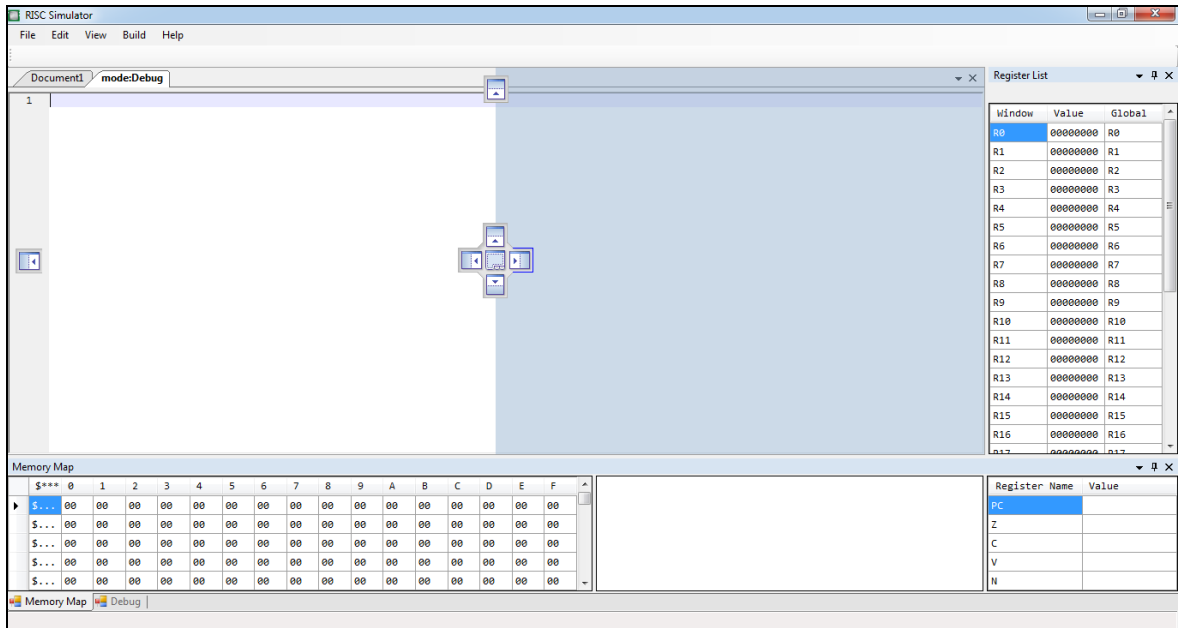 RISC Simulator
File Edit View Build Help
Document1 mode:Debug
1
Register List
Window Value Global
R0 00000000 R0
R1 00000000 R1
R2 00000000 R2
R3 00000000 R3
R4 00000000 R4
R5 00000000 R5
R6 00000000 R6
R7 00000000 R7
R8 00000000 R8
R9 00000000 R9
R10 00000000 R10
R11 00000000 R11
R12 00000000 R12
R13 00000000 R13
R14 00000000 R14
R15 00000000 R15
R16 00000000 R16
R17 00000000 R17
Memory Map
$*** 0 1 2 3 4 5 6 7 8 9 A B C D E F
$... 00 00 00 00 00 00 00 00 00 00 00 00 00 00 00 00
$... 00 00 00 00 00 00 00 00 00 00 00 00 00 00 00 00
$... 00 00 00 00 00 00 00 00 00 00 00 00 00 00 00 00
$... 00 00 00 00 00 00 00 00 00 00 00 00 00 00 00 00
$... 00 00 00 00 00 00 00 00 00 00 00 00 00 00 00 00
Register Name Value
PC
Z
C
V
N
Memory Map Debug